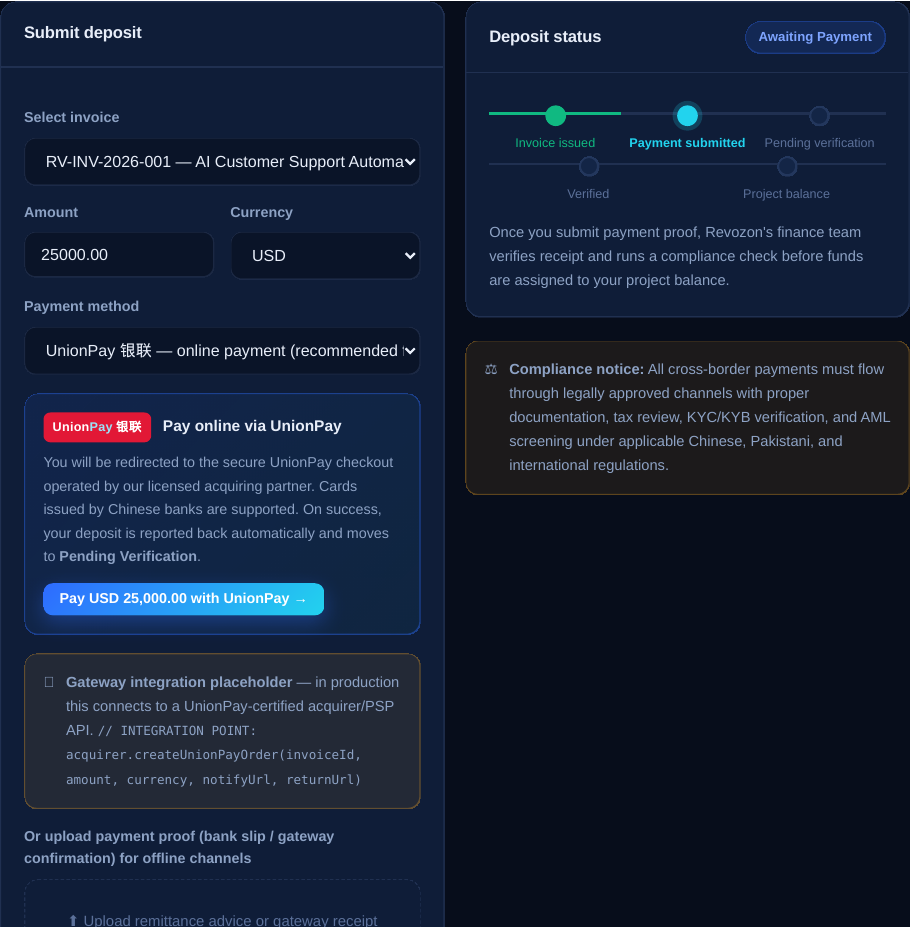 Submit deposit
Select invoice
RV-INV-2026-001 — AI Customer Support Automa
Amount
Currency
25000.00
USD
Payment method
UnionPay 银联 — online payment (recommended
UnionPay 银联
Pay online via UnionPay
You will be redirected to the secure UnionPay checkout
operated by our licensed acquiring partner. Cards
issued by Chinese banks are supported. On success,
your deposit is reported back automatically and moves
to Pending Verification.
Pay USD 25,000.00 with UnionPay →
Gateway integration placeholder — in production
this connects to a UnionPay-certified acquirer/PSP
API. // INTEGRATION POINT:
acquirer.createUnionPayOrder(invoiceId,
amount, currency, notifyUrl, returnUrl)
Or upload payment proof (bank slip / gateway
confirmation) for offline channels
⬆ Upload remittance advice or gateway receipt
Deposit status
Awaiting Payment
Invoice issued
Payment submitted
Pending verification
Verified
Project balance
Once you submit payment proof, Revozon's finance team
verifies receipt and runs a compliance check before funds
are assigned to your project balance.
⚖ Compliance notice: All cross-border payments must flow
through legally approved channels with proper
documentation, tax review, KYC/KYB verification, and AML
screening under applicable Chinese, Pakistani, and
international regulations.